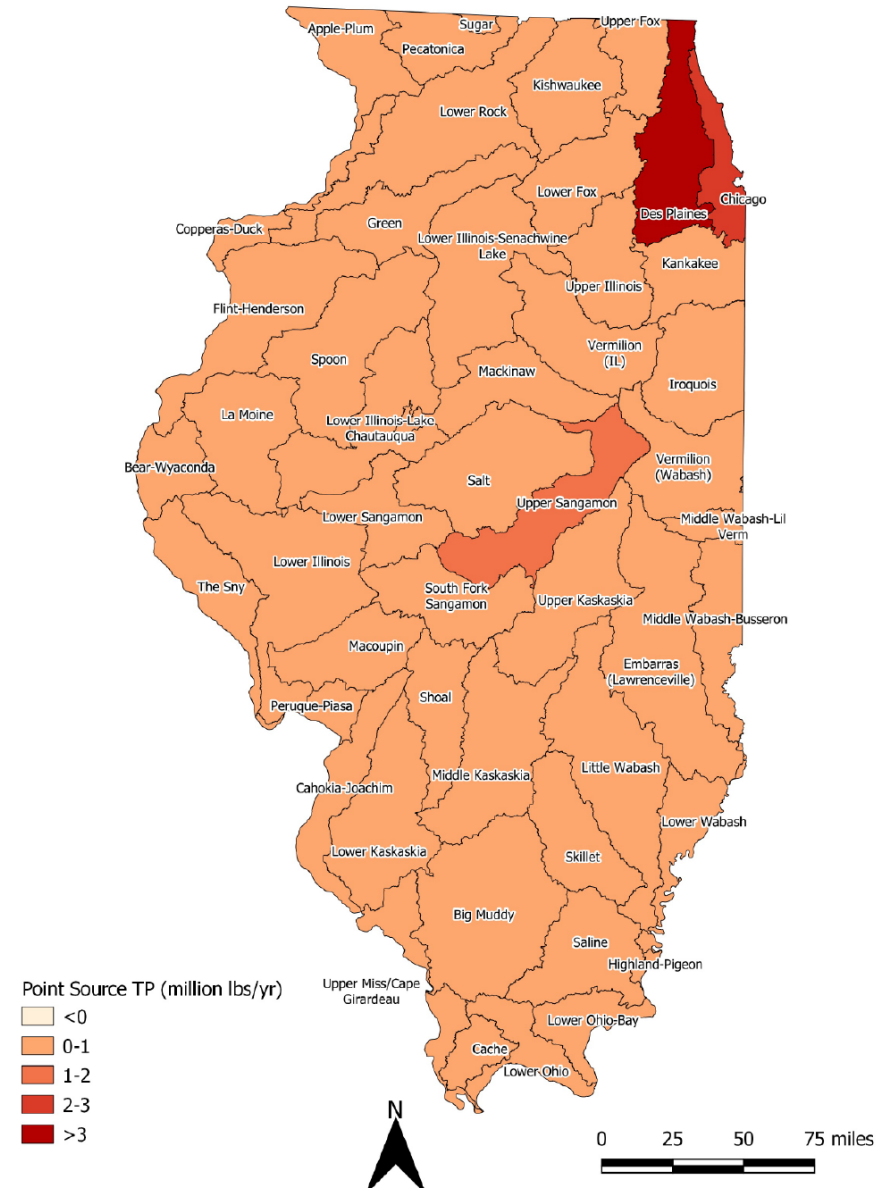 Apple-Plum
Sugar
Pecatonica
Upper Fox
Kishwaukee
Lower Rock
Lower Fox
Chicago
Des Plaines
Copperas-Duck
Green
Lower Illinois-Senachwine
Lake
Kankakee
Upper Illinois
Flint-Henderson
Spoon
Vermilion
(IL)
Mackinaw
Iroquois
La Moine
Lower Illinois-Lake
Chautauqua
Bear-Wyaconda
Vermilion
(Wabash)
Salt
Upper Sangamon
Lower Sangamon
Middle Wabash-Lil
Verm
Lower Illinois
The Sny
South Fork
Sangamon
Upper Kaskaskia
Middle Wabash-Busseron
Macoupin
Embarras
(Lawrenceville)
Shoal
Peruque-Piasa
Little Wabash
Middle Kaskaskia
Cahokia-Joachim
Lower Wabash
Lower Kaskaskia
Skillet
Big Muddy
Saline
Highland-Pigeon
Upper Miss/Cape
Girardeau
Lower Ohio-Bay
Cache
Lower Ohio
Point Source TP (million lbs/yr)
<0
0-1
1-2
2-3
>3
N
0 25 50 75 miles